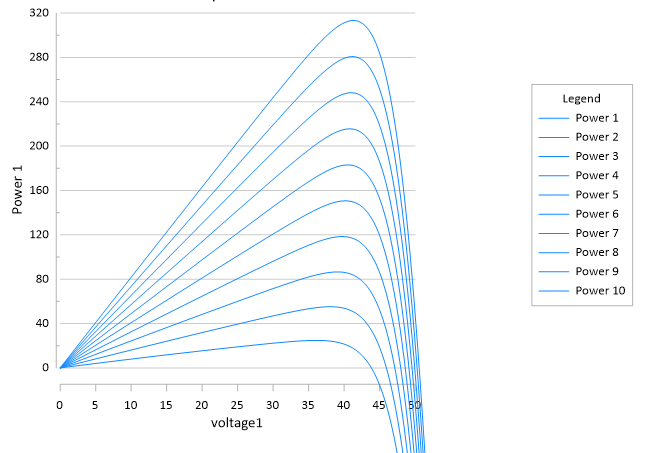 320
280
240
200
160
120
80
40
0
Power 1
0 5 10 15 20 25 30 35 40 45 50
voltage1
Legend
Power 1
Power 2
Power 3
Power 4
Power 5
Power 6
Power 7
Power 8
Power 9
Power 10